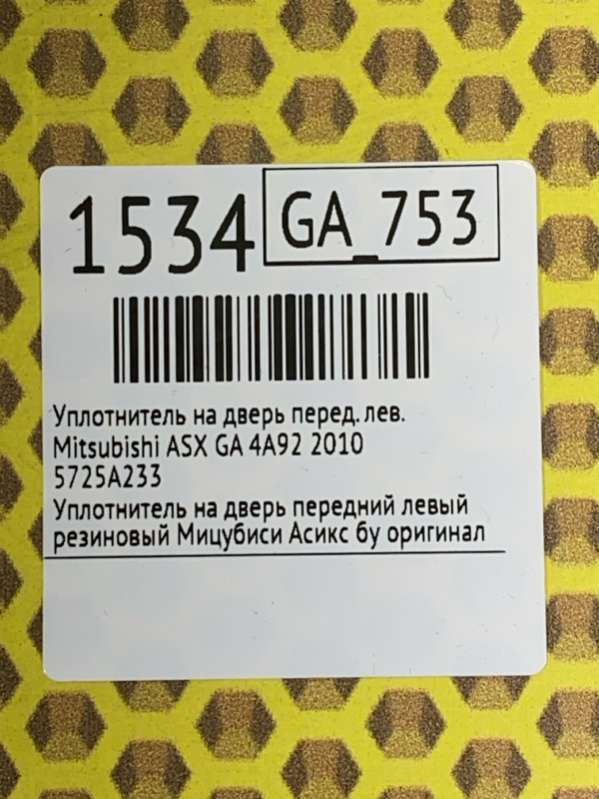 1534 GA_753
Уплотнитель на дверь перед. лев.
Mitsubishi ASX GA 4A92 2010
5725A233
Уплотнитель на дверь передний левый
резиновый Мицубиси Асикс бу оригинал